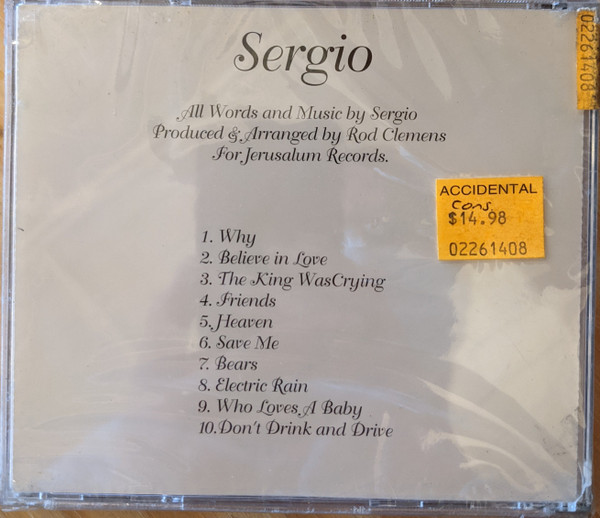 Sergio
All Words and Music by Sergio
Produced & Arranged by Rod Clemens
For Jerusalum Records.
ACCIDENTAL
Cons
$14.98
02261408
02261408
1. Why
2. Believe in Love
3. The King WasCrying
4. Friends
5. Heaven
6. Save Me
7. Bears
8. Electric Rain
9. Who Loves A Baby
10.Don't Drink and Drive